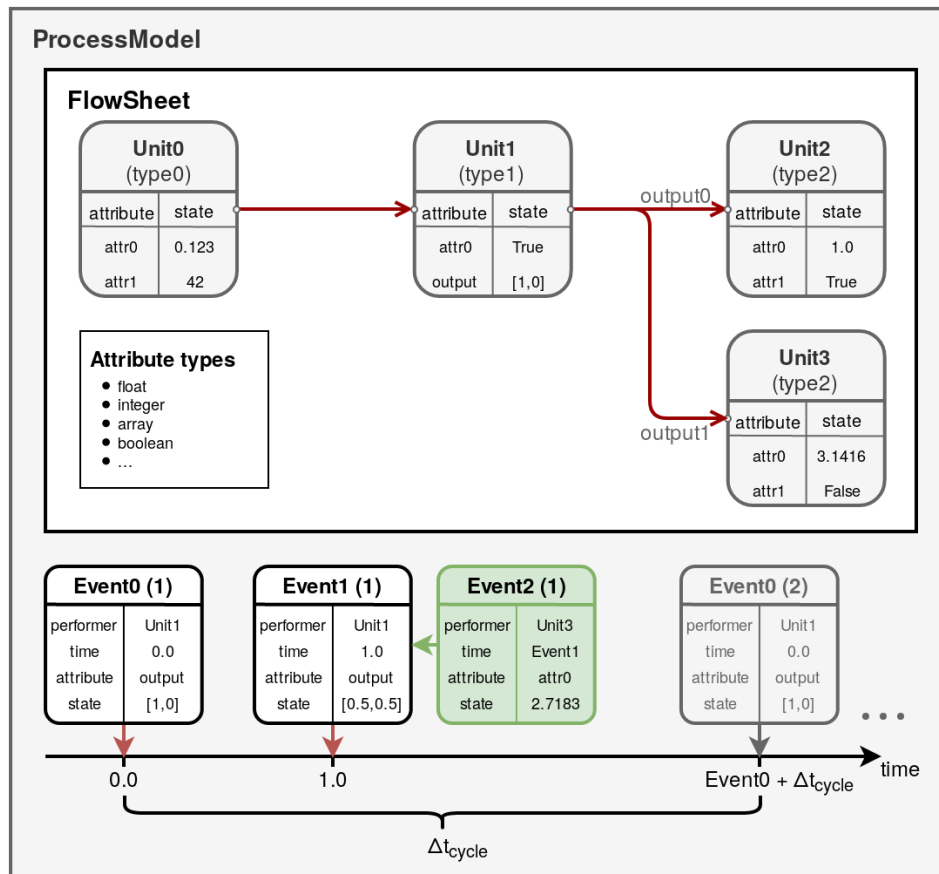 ProcessModel
FlowSheet
Unit0
(type0)
attribute state
attr0 0.123
attr1 42
Unit1
(type1)
attribute state
attr0 True
output [1,0]
output0
Unit2
(type2)
attribute state
attr0 1.0
attr1 True
Attribute types
• float
• integer
• array
• boolean
• ...
output1
Unit3
(type2)
attribute state
attr0 3.1416
attr1 False
Event0 (1)
performer Unit1
time 0.0
attribute output
state [1,0]
Event1 (1)
performer Unit1
time 1.0
attribute output
state [0.5,0.5]
Event2 (1)
performer Unit3
time Event1
attribute attr0
state 2.7183
Event0 (2)
performer Unit1
time 0.0
attribute output
state [1,0]
...
0.0
1.0
Event0 + Δtcycle
time
Δtcycle